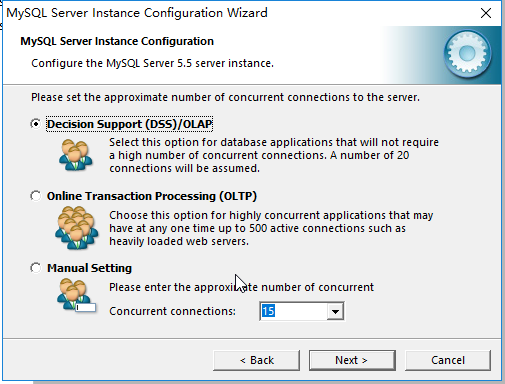 MySQL Server Instance Configuration Wizard
MySQL Server Instance Configuration
Configure the MySQL Server 5.5 server instance.
Please set the approximate number of concurrent connections to the server.
Decision Support (DSS)/OLAP
Select this option for database applications that will not require
a high number of concurrent connections. A number of 20
connections will be assumed.
Online Transaction Processing (OLTP)
Choose this option for highly concurrent applications that may
have at any one time up to 500 active connections such as
heavily loaded web servers.
Manual Setting
Please enter the approximate number of concurrent
Concurrent connections: 15
< Back Next > Cancel